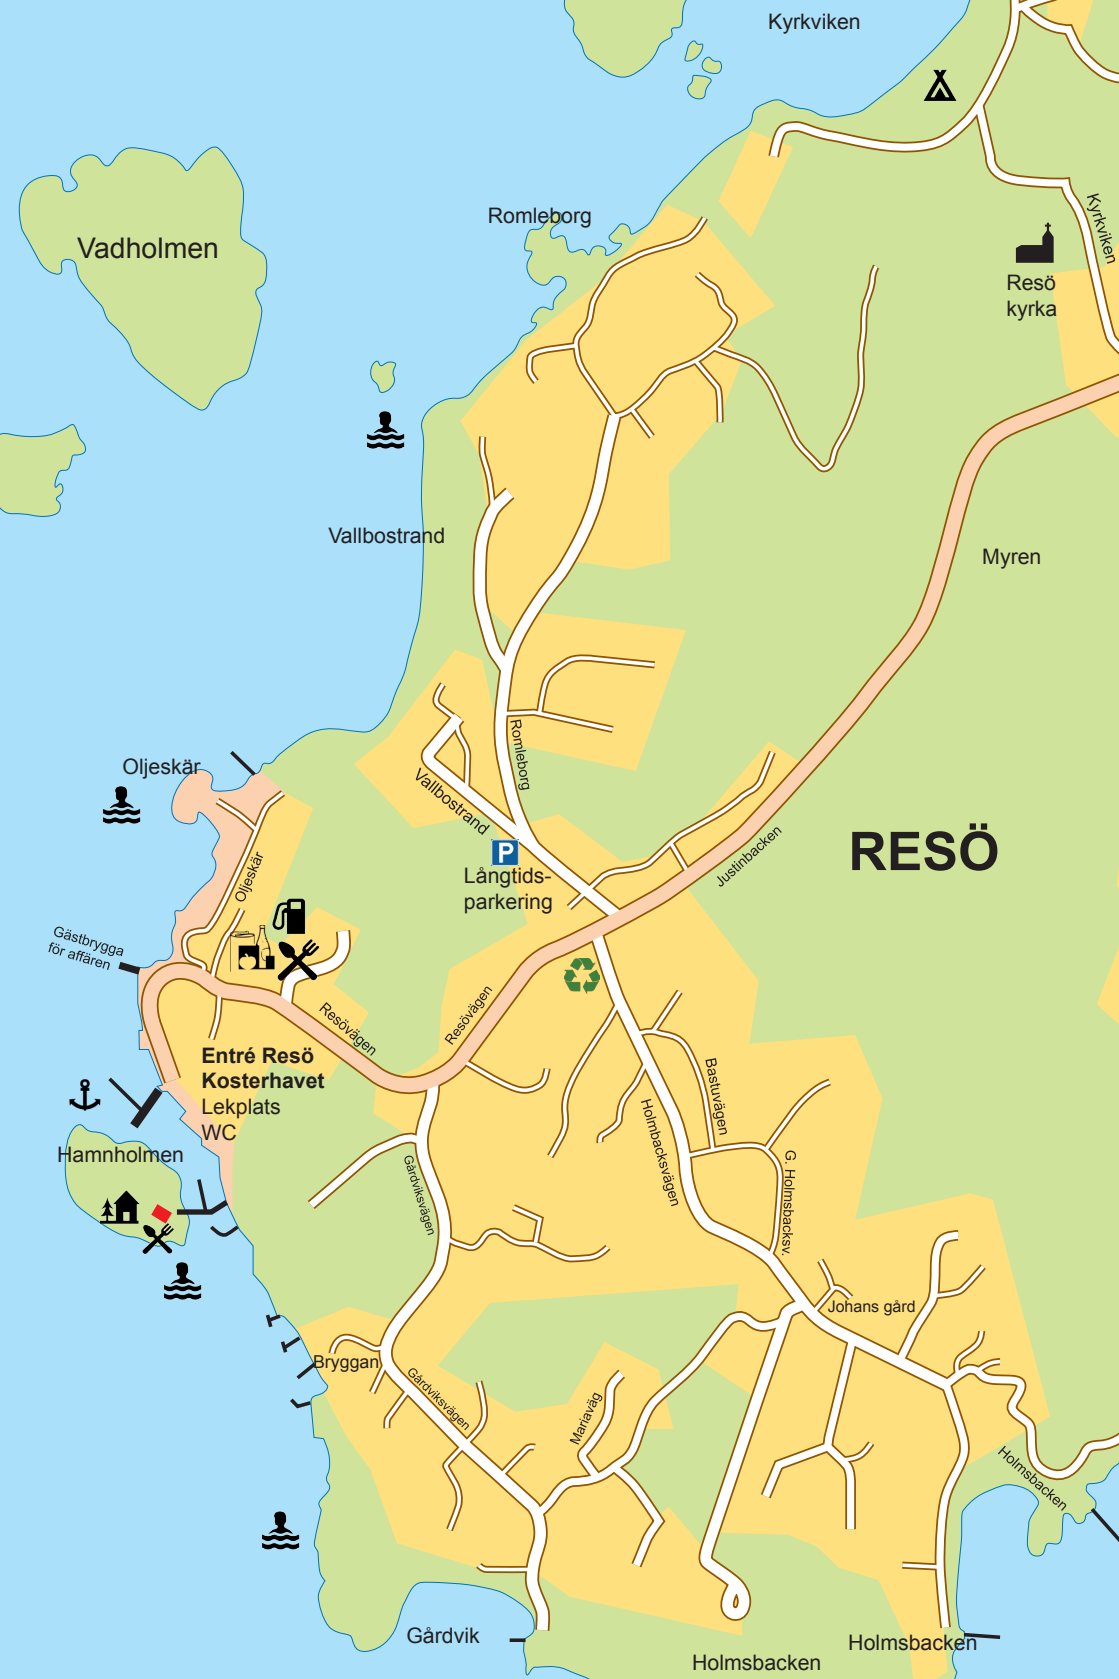 Kyrkviken
Romleborg
Vadholmen
Kyrkviken
Resö
kyrka
Vallbostrand
Myren
Romleborg
Oljeskär
Vallbostrand
P
Långtids-
parkering
Justinbacken
RESÖ
Oljeskär
Gästbrygga
för affären
Resövägen
Resövägen
Entré Resö
Kosterhavet
Lekplats
WC
Bastuvägen
Holmbacksvägen
Hamnholmen
Gårdviksvägen
G. Holmsbacksv.
Johans gård
Bryggan
Gårdviksvägen
Mariaväg
Holmsbacken
Gårdvik
Holmsbacken
Holmsbacken